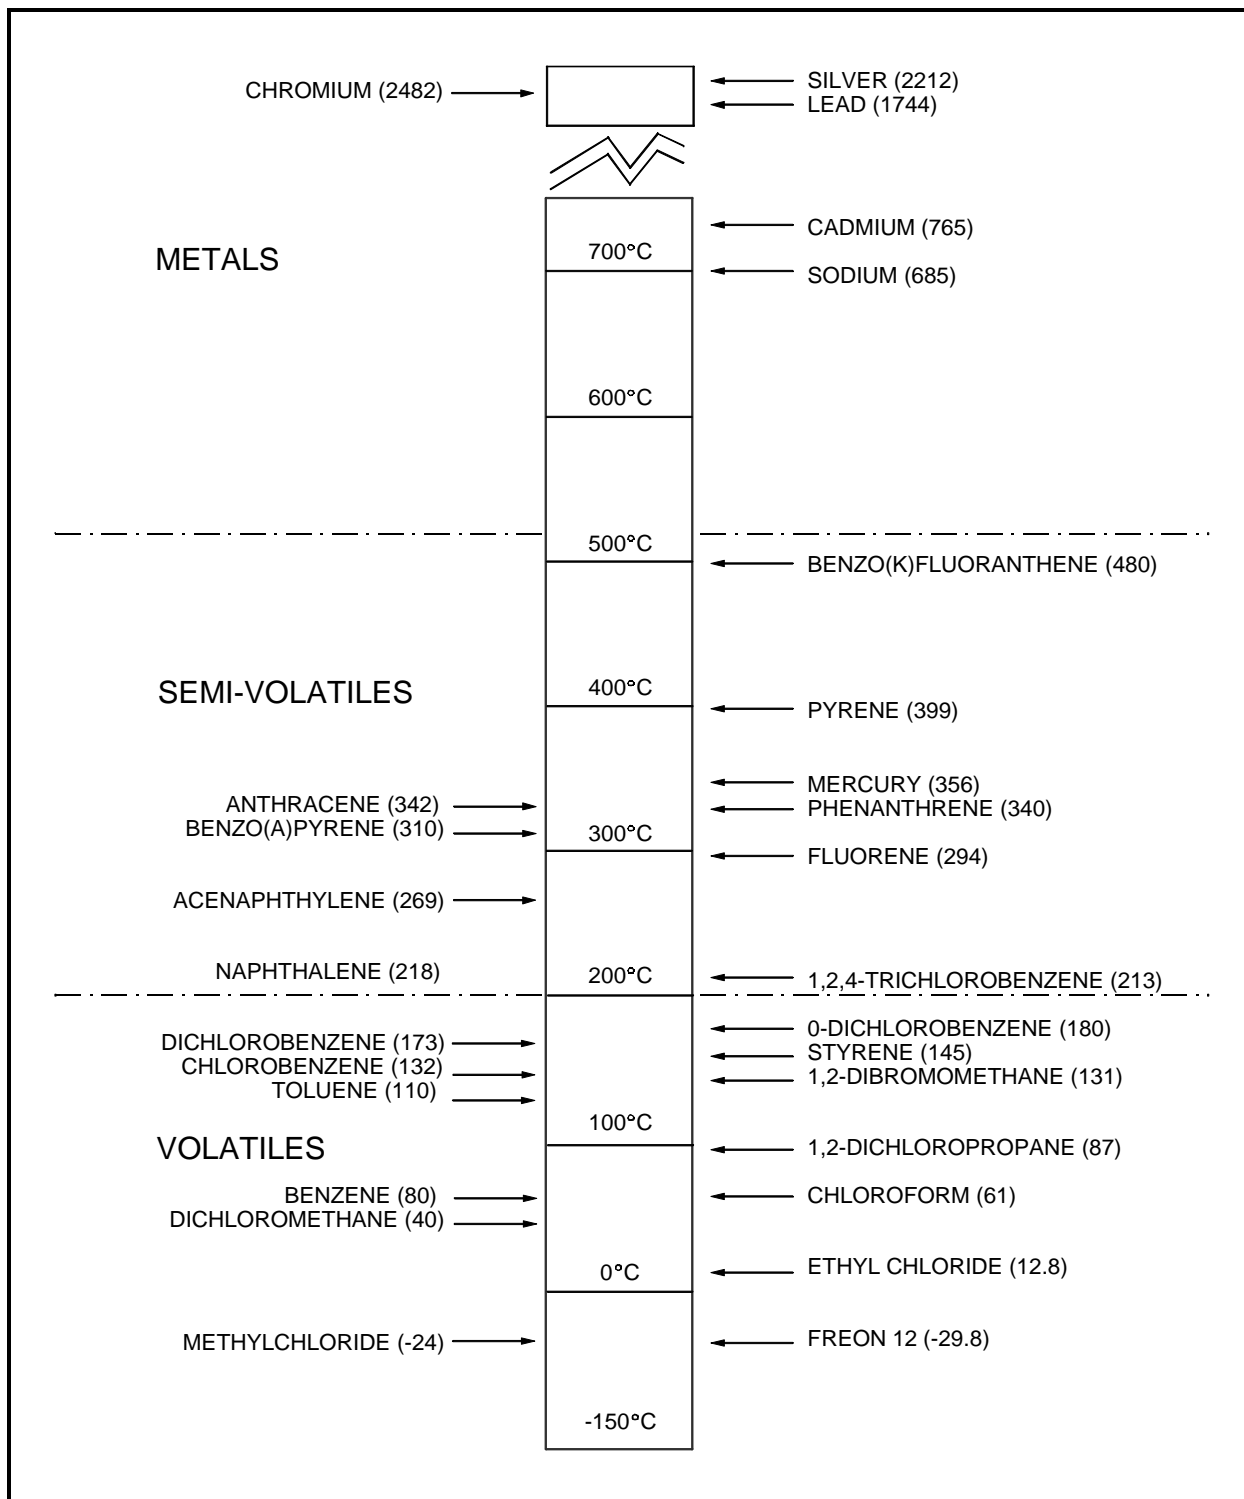 CHROMIUM (2482)
SILVER (2212)
LEAD (1744)
CADMIUM (765)
METALS
700°C
SODIUM (685)
600°C
500°C
BENZO(K)FLUORANTHENE (480)
SEMI-VOLATILES
400°C
PYRENE (399)
MERCURY (356)
ANTHRACENE (342)
PHENANTHRENE (340)
BENZO(A)PYRENE (310)
300°C
FLUORENE (294)
ACENAPHTHYLENE (269)
NAPHTHALENE (218)
200°C
1,2,4-TRICHLOROBENZENE (213)
0-DICHLOROBENZENE (180)
DICHLOROBENZENE (173)
STYRENE (145)
CHLOROBENZENE (132)
1,2-DIBROMOMETHANE (131)
TOLUENE (110)
100°C
VOLATILES
1,2-DICHLOROPROPANE (87)
BENZENE (80)
CHLOROFORM (61)
DICHLOROMETHANE (40)
0°C
ETHYL CHLORIDE (12.8)
METHYLCHLORIDE (-24)
FREON 12 (-29.8)
-150°C